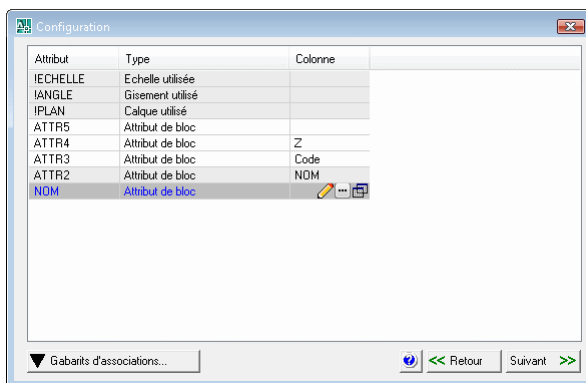 Configuration
Attribut Type Colonne
!ECHELLE Echelle utilisée
!ANGLE Gisement utilisé
!PLAN Calque utilisé
ATTR5 Attribut de bloc
ATTR4 Attribut de bloc Z
ATTR3 Attribut de bloc Code
ATTR2 Attribut de bloc NOM
NOM Attribut de bloc ...
Gabarits d'associations... ? << Retour Suivant >>